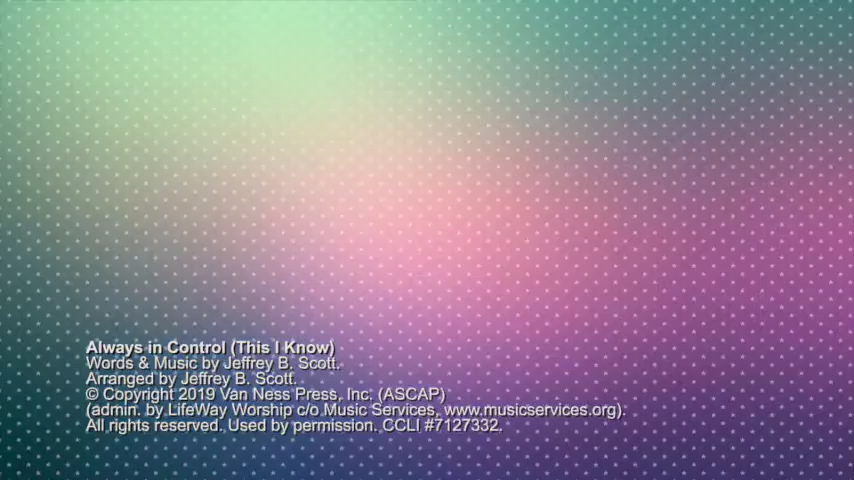 Always in Control (This I Know)
Words & Music by Jeffrey B. Scott.
Arranged by Jeffrey B. Scott.
© Copyright 2019 Van Ness Press, Inc. (ASCAP)
(admin. by LifeWay Worship c/o Music Services, www.musicservices.org).
All rights reserved. Used by permission. CCLI #7127332.